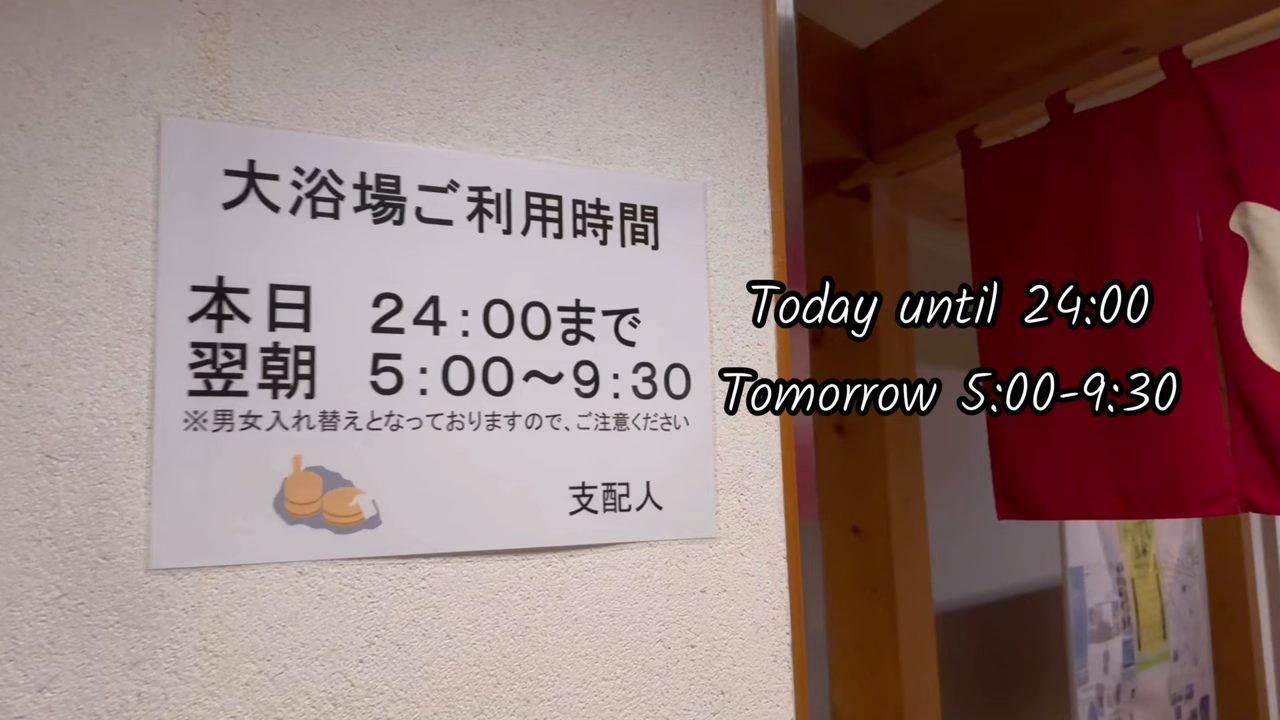 大浴場ご利用時間
本日 24:00まで
翌朝 5:00～9:30
※男女入れ替えとなっておりますので、ご注意ください
支配人
Today until 24:00
Tomorrow 5:00-9:30